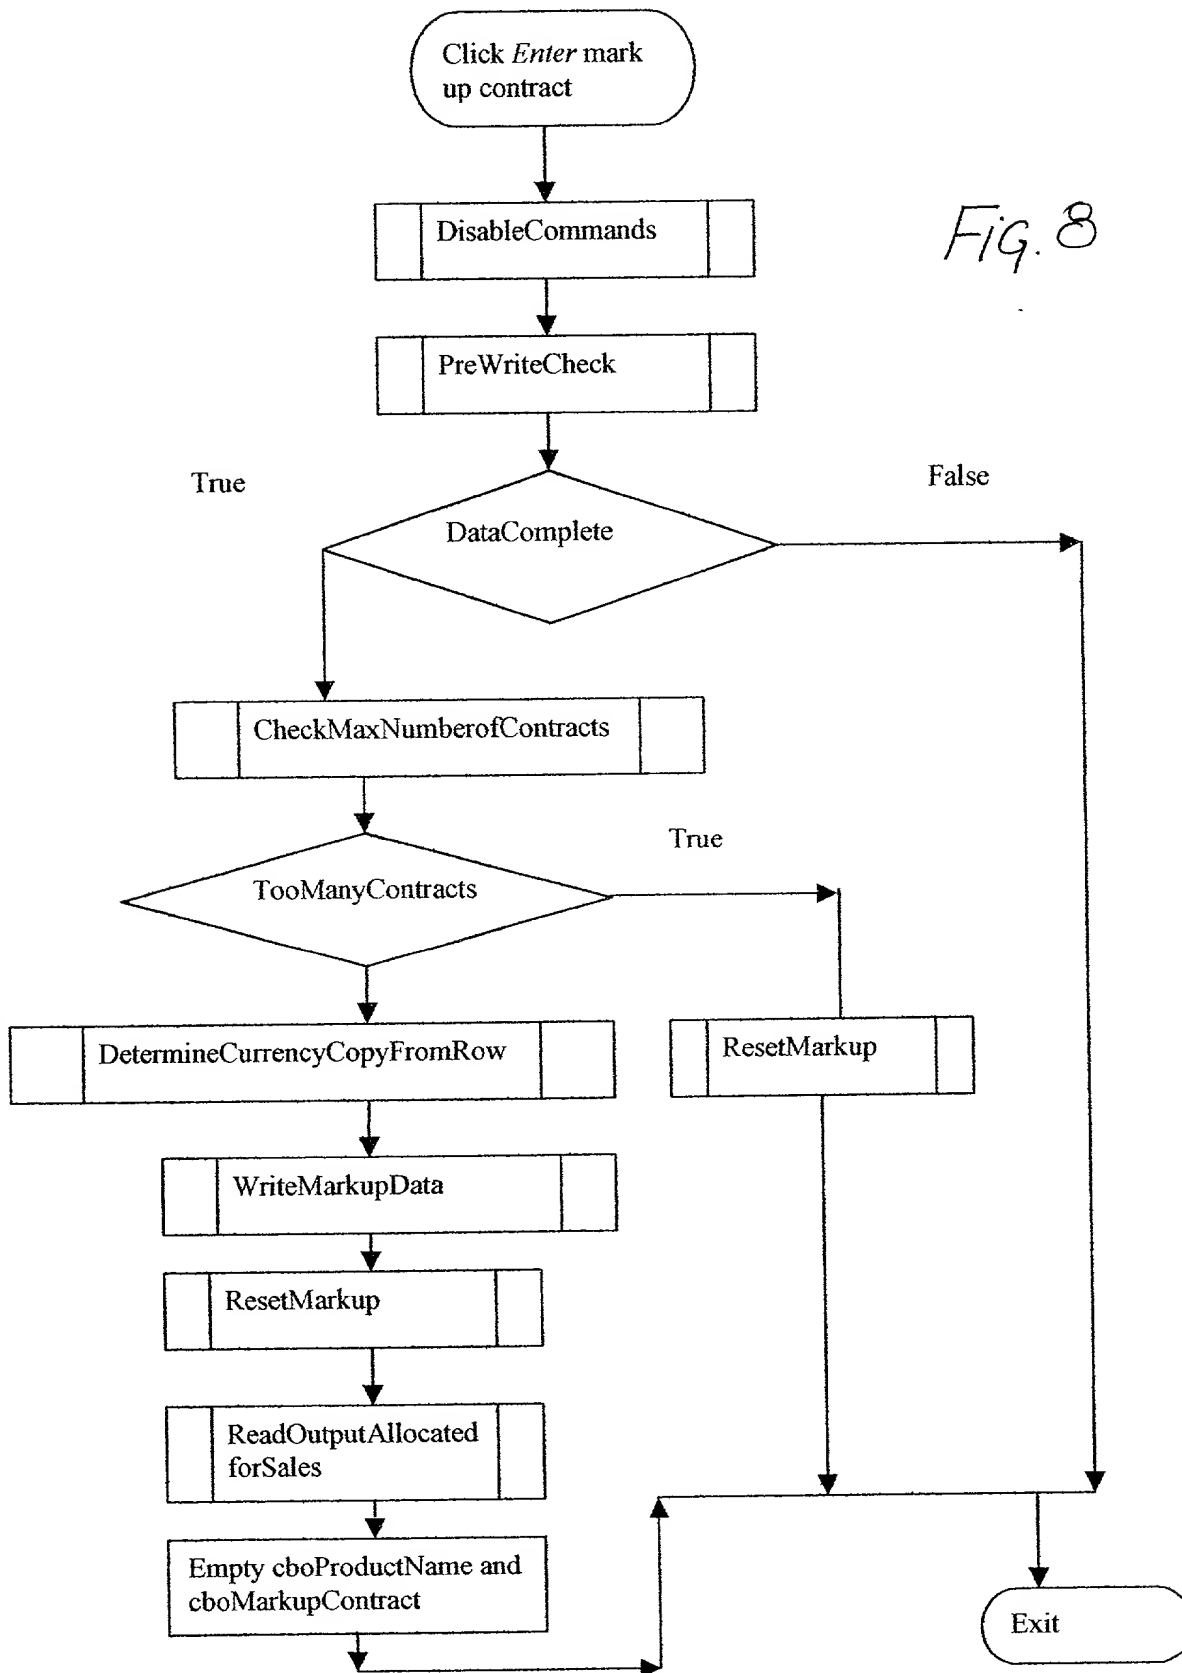 Click Enter mark
up contract
Fig. 8
DisableCommands
PreWriteCheck
True
False
DataComplete
CheckMaxNumberofContracts
True
TooManyContracts
DetermineCurrencyCopyFromRow
ResetMarkup
WriteMarkupData
ResetMarkup
ReadOutputAllocated
forSales
Empty cboProductName and
cboMarkupContract
Exit